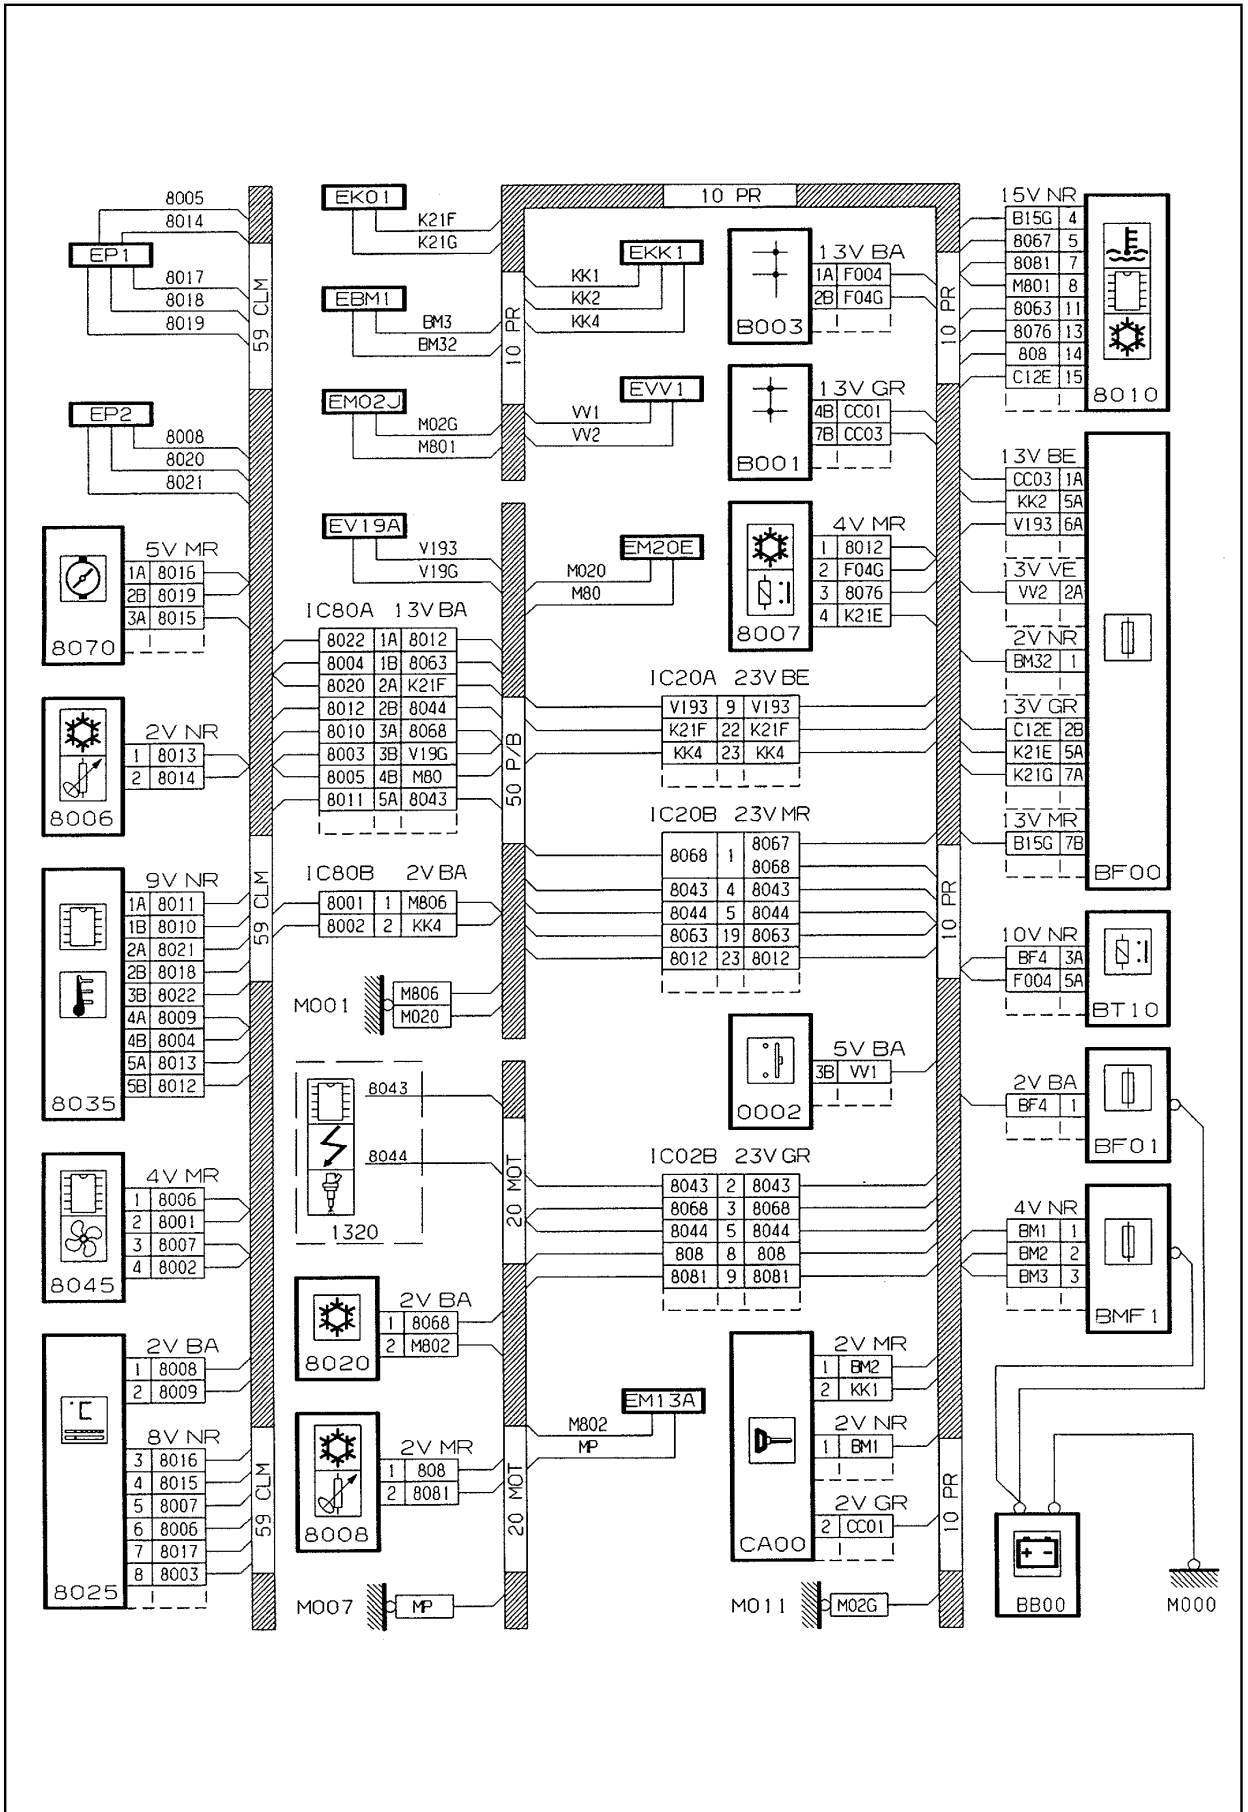 8005
8014
EP1
8017
8018
8019
59 CLM
EP2
8008
8020
8021
5V MR
1A 8016
2B 8019
3A 8015
8070
2V NR
1 8013
2 8014
8006
59 CLM
9V NR
1A 8011
1B 8010
2A 8021
2B 8018
3B 8022
4A 8009
4B 8004
5A 8013
5B 8012
8035
4V MR
1 8006
2 8001
3 8007
4 8002
8045
2V BA
1 8008
2 8009
°C
8V NR
3 8016
4 8015
5 8007
6 8006
7 8017
8 8003
8025
59 CLM
EK01
K21F
K21G
EBM1
BM3
BM32
EM02J
M02G
M801
10 PR
10 PR
EKK1
KK1
KK2
KK4
EVV1
VV1
VV2
EV19A
V193
V19G
EM20E
M020
M80
IC80A 13V BA
8022 1A 8012
8004 1B 8063
8020 2A K21F
8012 2B 8044
8010 3A 8068
8003 3B V19G
8005 4B M80
8011 5A 8043
50 P/B
IC80B 2V BA
8001 1 M806
8002 2 KK4
M001
M806
M020
8043
8044
1320
20 MOT
2V BA
1 8068
2 M802
8020
2V MR
1 808
2 8081
8008
20 MOT
EM13A
M802
MP
M007
MP
13V BA
1A F004
2B F04G
B003
13V GR
4B CC01
7B CC03
B001
4V MR
1 8012
2 F04G
3 8076
4 K21E
8007
IC20A 23V BE
V193 9 V193
K21F 22 K21F
KK4 23 KK4
IC20B 23V MR
8068 1 8067
8068
8043 4 8043
8044 5 8044
8063 19 8063
8012 23 8012
5V BA
3B VV1
0002
IC02B 23V GR
8043 2 8043
8068 3 8068
8044 5 8044
808 8 808
8081 9 8081
2V MR
1 BM2
2 KK1
2V NR
1 BM1
2V GR
2 CC01
CA00
M011
M02G
10 PR
10 PR
10 PR
15V NR
B15G 4
8067 5
8081 7
M801 8
8063 11
8076 13
808 14
C12E 15
8010
13V BE
CC03 1A
KK2 5A
V193 6A
13V VE
VV2 2A
2V NR
BM32 1
13V GR
C12E 2B
K21E 5A
K21G 7A
13V MR
B15G 7B
BF00
10V NR
BF4 3A
F004 5A
BT10
2V BA
BF4 1
BF01
4V NR
BM1 1
BM2 2
BM3 3
BMF1
+ -
BB00
M000